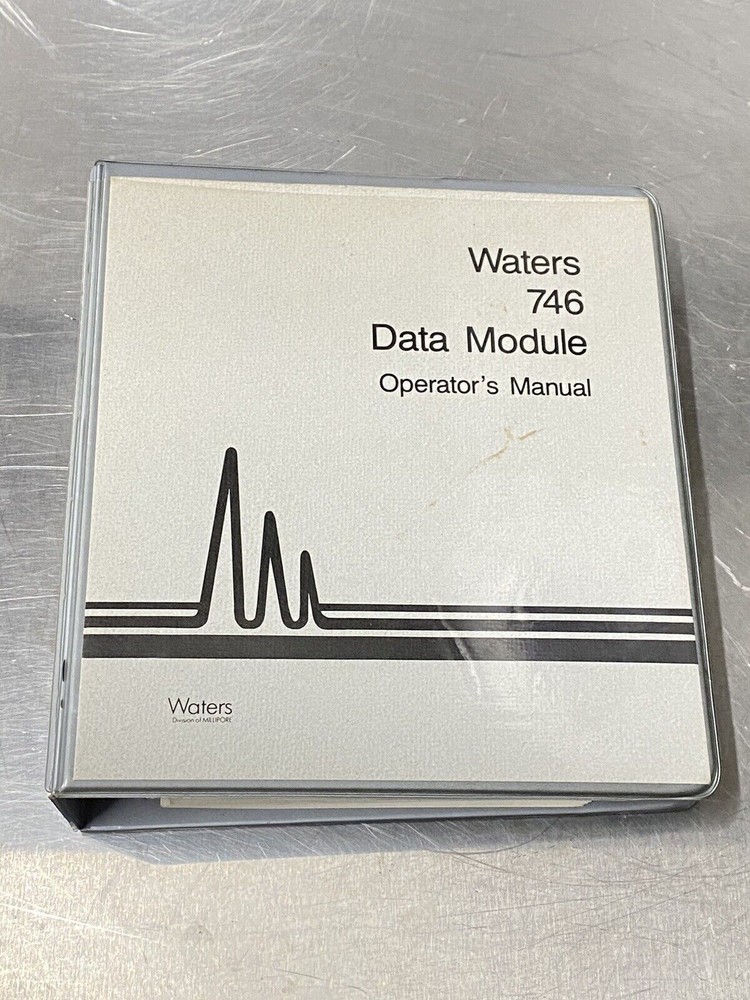 Waters
746
Data Module
Operator's Manual
Waters
Division of MILLIPORE